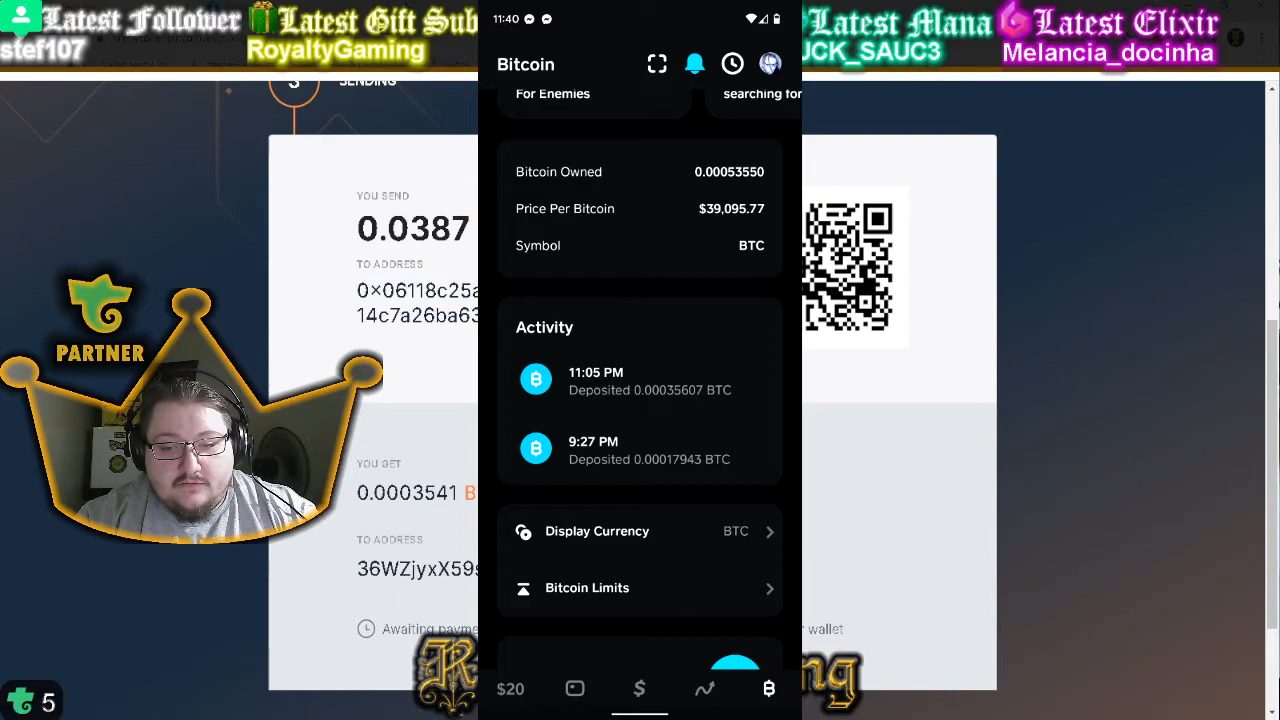 Latest Follower
stef107
Latest Gift Sub
RoyaltyGaming
Latest Mana
UCK_SAUC3
Latest Elixir
Melancia_docinha
11:40
Bitcoin
For Enemies
searching for
3 SENDING
YOU SEND
0.0387
TO ADDRESS
0x06118c25a
14c7a26ba63
Bitcoin Owned 0.00053550
Price Per Bitcoin $39,095.77
Symbol BTC
Activity
11:05 PM
Deposited 0.00035607 BTC
9:27 PM
Deposited 0.00017943 BTC
PARTNER
YOU GET
0.0003541 B
TO ADDRESS
36WZjyxX59s
Display Currency BTC
Bitcoin Limits
Awaiting payme
wallet
$20
5